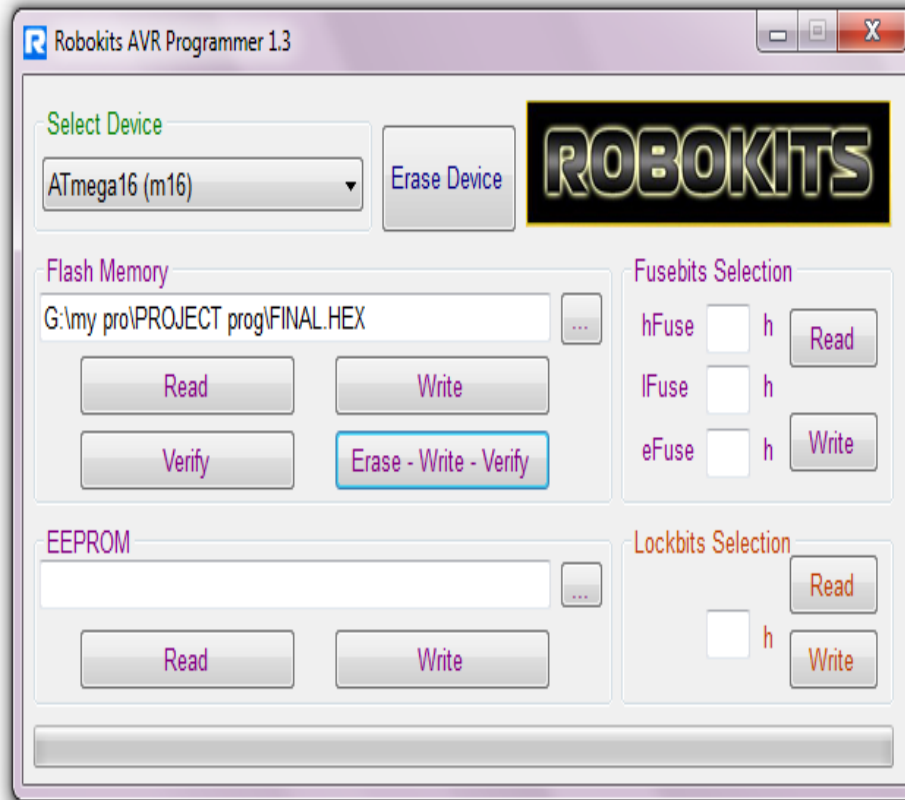 Robokits AVR Programmer 1.3
Select Device
ATmega16 (m16)
Erase Device
ROBOKITS
Flash Memory
G:\my pro\PROJECT prog\FINAL.HEX
...
Read
Write
Verify
Erase - Write - Verify
Fusebits Selection
hFuse h
Read
lFuse h
eFuse h
Write
EEPROM
...
Read
Write
Lockbits Selection
Read
h
Write